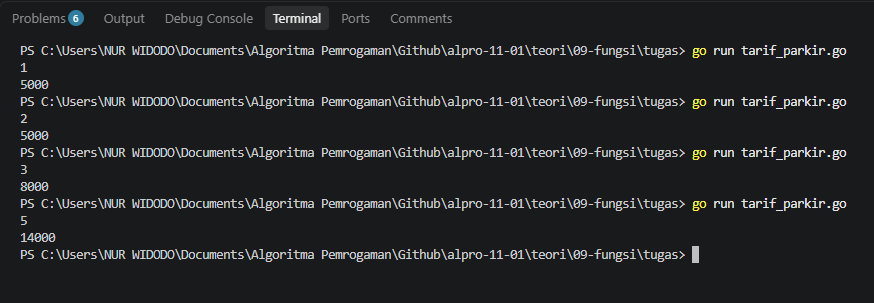 Problems 6 Output Debug Console Terminal Ports Comments
PS C:\Users\NUR WIDODO\Documents\Algoritma Pemrogaman\Github\alpro-11-01\teori\09-fungsi\tugas> go run tarif_parkir.go
1
5000
PS C:\Users\NUR WIDODO\Documents\Algoritma Pemrogaman\Github\alpro-11-01\teori\09-fungsi\tugas> go run tarif_parkir.go
2
5000
PS C:\Users\NUR WIDODO\Documents\Algoritma Pemrogaman\Github\alpro-11-01\teori\09-fungsi\tugas> go run tarif_parkir.go
3
8000
PS C:\Users\NUR WIDODO\Documents\Algoritma Pemrogaman\Github\alpro-11-01\teori\09-fungsi\tugas> go run tarif_parkir.go
5
14000
PS C:\Users\NUR WIDODO\Documents\Algoritma Pemrogaman\Github\alpro-11-01\teori\09-fungsi\tugas>